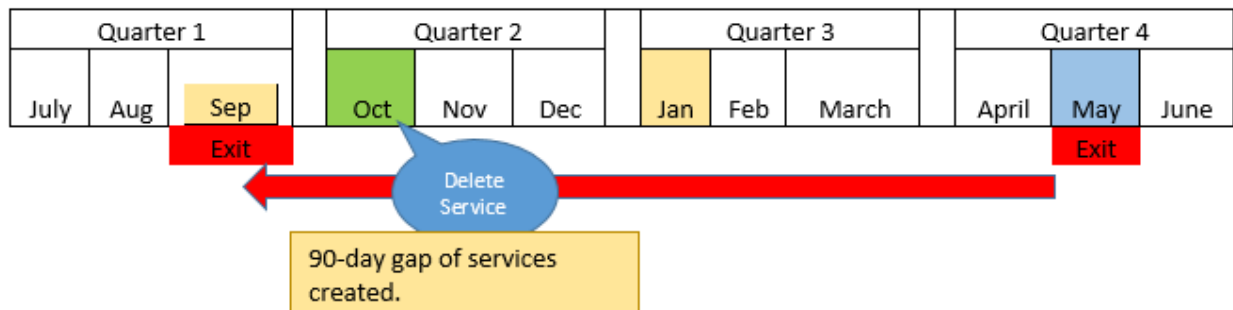 Quarter 1 Quarter 2 Quarter 3 Quarter 4
July Aug Sep Oct Nov Dec Jan Feb March April May June
Exit Exit
Delete
Service
90-day gap of services
created.